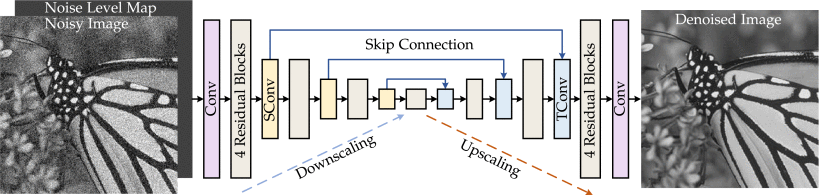 Noise Level Map
Noisy Image
Conv
4 Residual Blocks
SConv
Skip Connection
Downscaling
Upscaling
TConv
4 Residual Blocks
Conv
Denoised Image